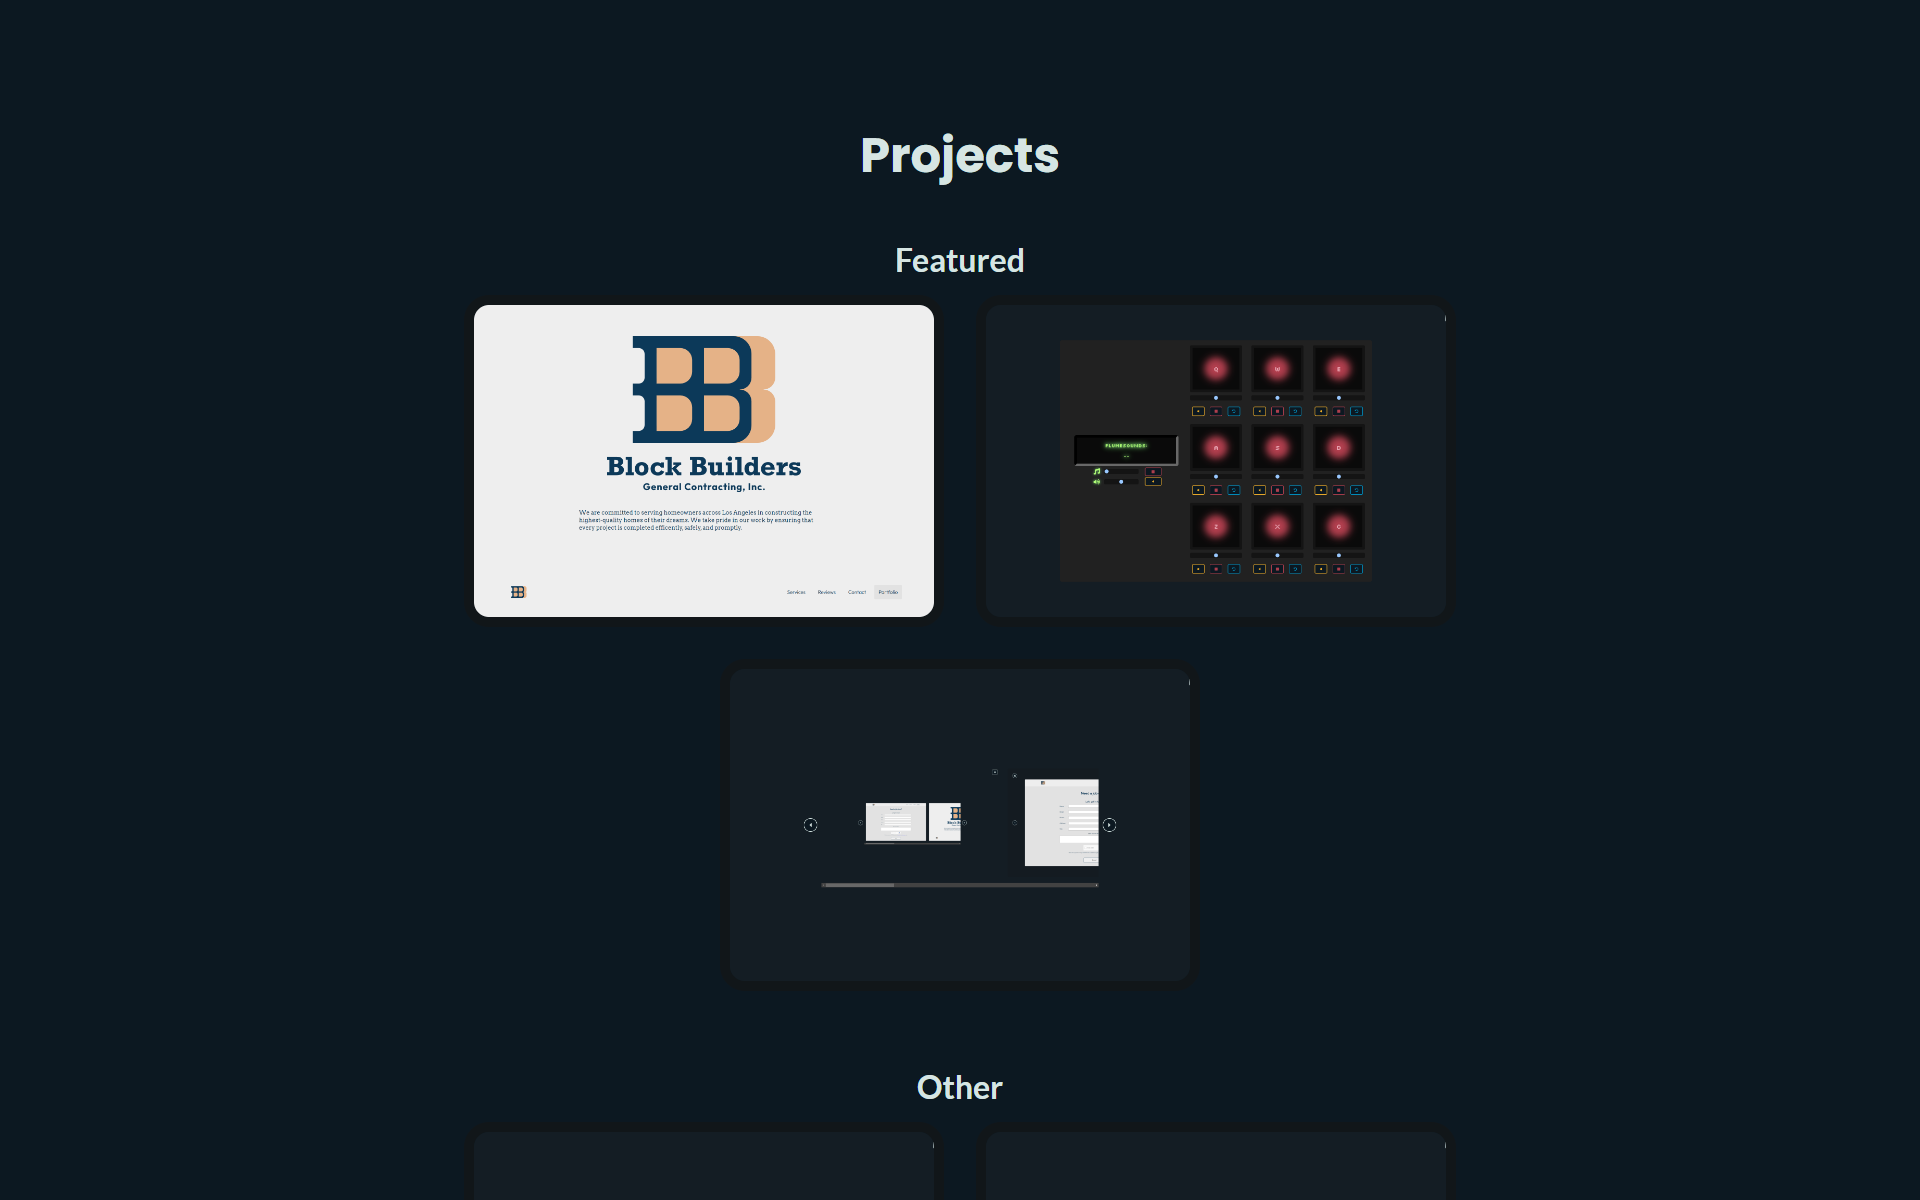 Projects
Featured
Block Builders
General Contracting, Inc.
We are committed to serving homeowners across Los Angeles in constructing the
highest-quality homes of their dreams. We take pride in our work by ensuring that
every project is completed efficently, safely, and promptly.
Services Reviews Contact Portfolio
Q W E
PLUMESOUNDS:
A S D
Z X C
Other